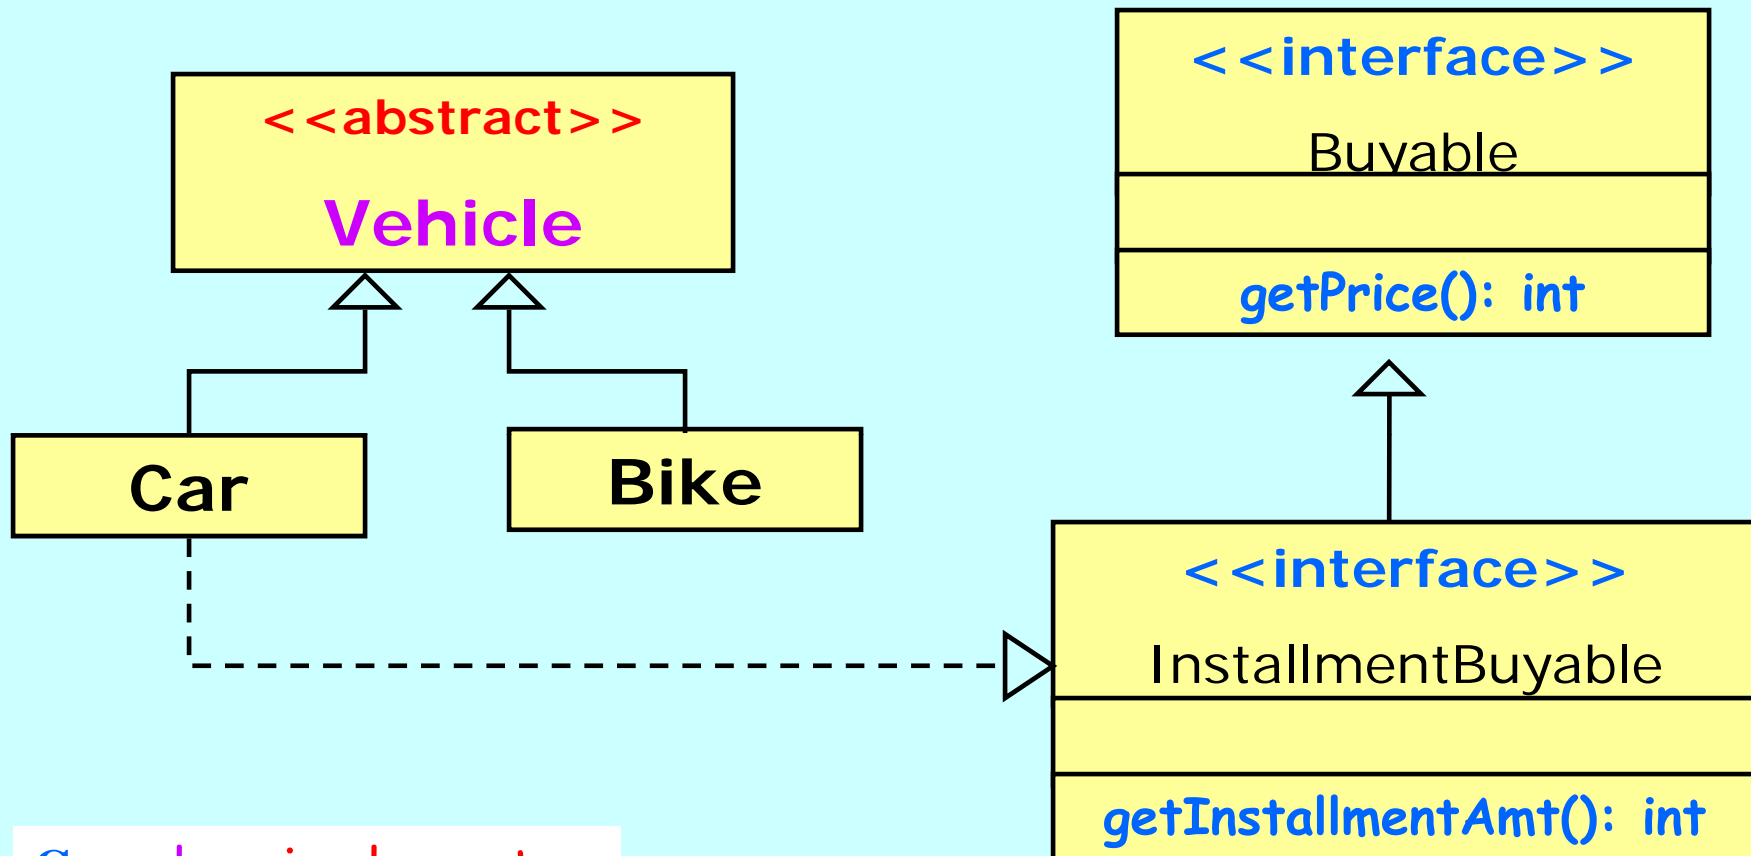 <<abstract>>
Vehicle
Car
Bike
<<interface>>
Buyable
getPrice(): int
<<interface>>
InstallmentBuyable
getInstallmentAmt(): int